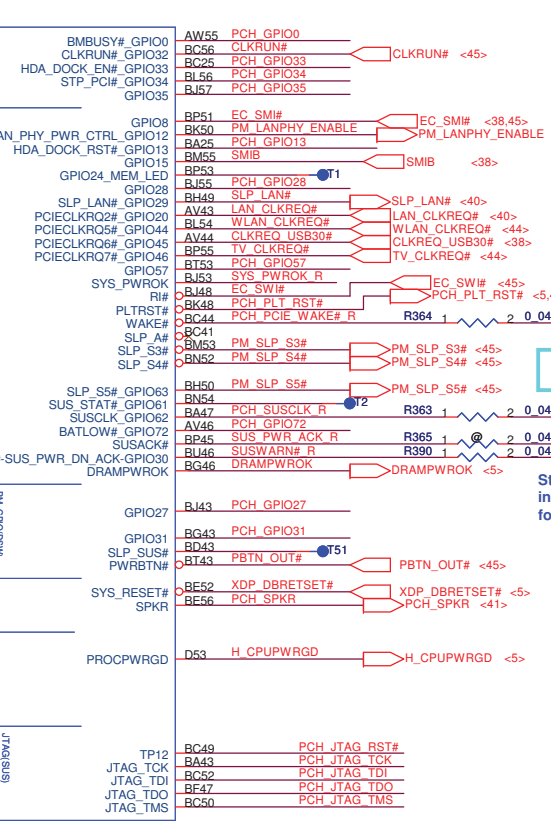 BMBUSY#_GPIO0 AW55 PCH_GPIO0
CLKRUN#_GPIO32 BC56 CLKRUN# CLKRUN# <45>
HDA_DOCK_EN#_GPIO33 BC25 PCH_GPIO33
STP_PCI#_GPIO34 BL56 PCH_GPIO34
GPIO35 BJ57 PCH_GPIO35
GPIO8 BP51 EC_SMI# EC_SMI# <38,45>
AN_PHY_PWR_CTRL_GPIO12 BK50 PM_LANPHY_ENABLE PM_LANPHY_ENABLE
HDA_DOCK_RST#_GPIO13 BA25 PCH_GPIO13
GPIO15 BM55 SMIB SMIB <38>
GPIO24_MEM_LED BP53 T1
GPIO28 BJ55 PCH_GPIO28
SLP_LAN#_GPIO29 BH49 SLP_LAN# SLP_LAN# <40>
PCIECLKRQ2#_GPIO20 AV43 LAN_CLKREQ# LAN_CLKREQ# <40>
PCIECLKRQ5#_GPIO44 BL54 WLAN_CLKREQ# WLAN_CLKREQ# <44>
PCIECLKRQ6#_GPIO45 AV44 CLKREQ_USB30# CLKREQ_USB30# <38>
PCIECLKRQ7#_GPIO46 BP55 TV_CLKREQ# TV_CLKREQ# <44>
GPIO57 BT53 PCH_GPIO57
SYS_PWROK BJ53 SYS_PWROK_R
RI# BJ48 EC_SWI# EC_SWI# <45>
PLTRST# BK48 PCH_PLT_RST# PCH_PLT_RST# <5,
WAKE# BC44 PCH_PCIE_WAKE#_R R364 1 2 0_04
SLP_A# BC41
SLP_S3# BM53 PM_SLP_S3# PM_SLP_S3# <45>
SLP_S4# BN52 PM_SLP_S4# PM_SLP_S4# <45>
SLP_S5#_GPIO63 BH50 PM_SLP_S5# PM_SLP_S5# <45>
SUS_STAT#_GPIO61 BN54 T2
SUSCLK_GPIO62 BA47 PCH_SUSCLK_R R363 1 2 0_04
BATLOW#_GPIO72 AV46 PCH_GPIO72
SUSACK# BP45 SUS_PWR_ACK_R R365 1 @ 2 0_04
-SUS_PWR_DN_ACK-GPIO30 BU46 SUSWARN#_R R390 1 2 0_04
DRAMPWROK BG46 DRAMPWROK DRAMPWROK <5>
St
in
fo
GPIO27 BJ43 PCH_GPIO27
GPIO31 BG43 PCH_GPIO31
SLP_SUS# BD43 T51
PWRBTN# BT43 PBTN_OUT# PBTN_OUT# <45>
SYS_RESET# BE52 XDP_DBRETSET# XDP_DBRETSET# <5>
SPKR BE56 PCH_SPKR PCH_SPKR <41>
PROCPWRGD D53 H_CPUPWRGD H_CPUPWRGD <5>
JTAG(SUS)
TP12 BC49 PCH_JTAG_RST#
JTAG_TCK BA43 PCH_JTAG_TCK
JTAG_TDI BC52 PCH_JTAG_TDI
JTAG_TDO BF47 PCH_JTAG_TDO
JTAG_TMS BC50 PCH_JTAG_TMS